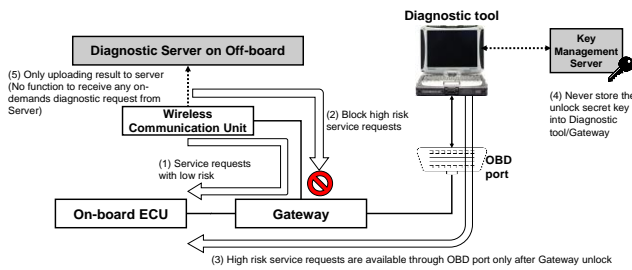 Diagnostic tool
Diagnostic Server on Off-board
Key
Management
Server
(5) Only uploading result to server
(No function to receive any on-
demands diagnostic request from
Server)
(4) Never store the
unlock secret key
into Diagnostic
tool/Gateway
Wireless
Communication Unit
(2) Block high risk
service requests
(1) Service requests
with low risk
OBD
port
On-board ECU
Gateway
(3) High risk service requests are available through OBD port only after Gateway unlock